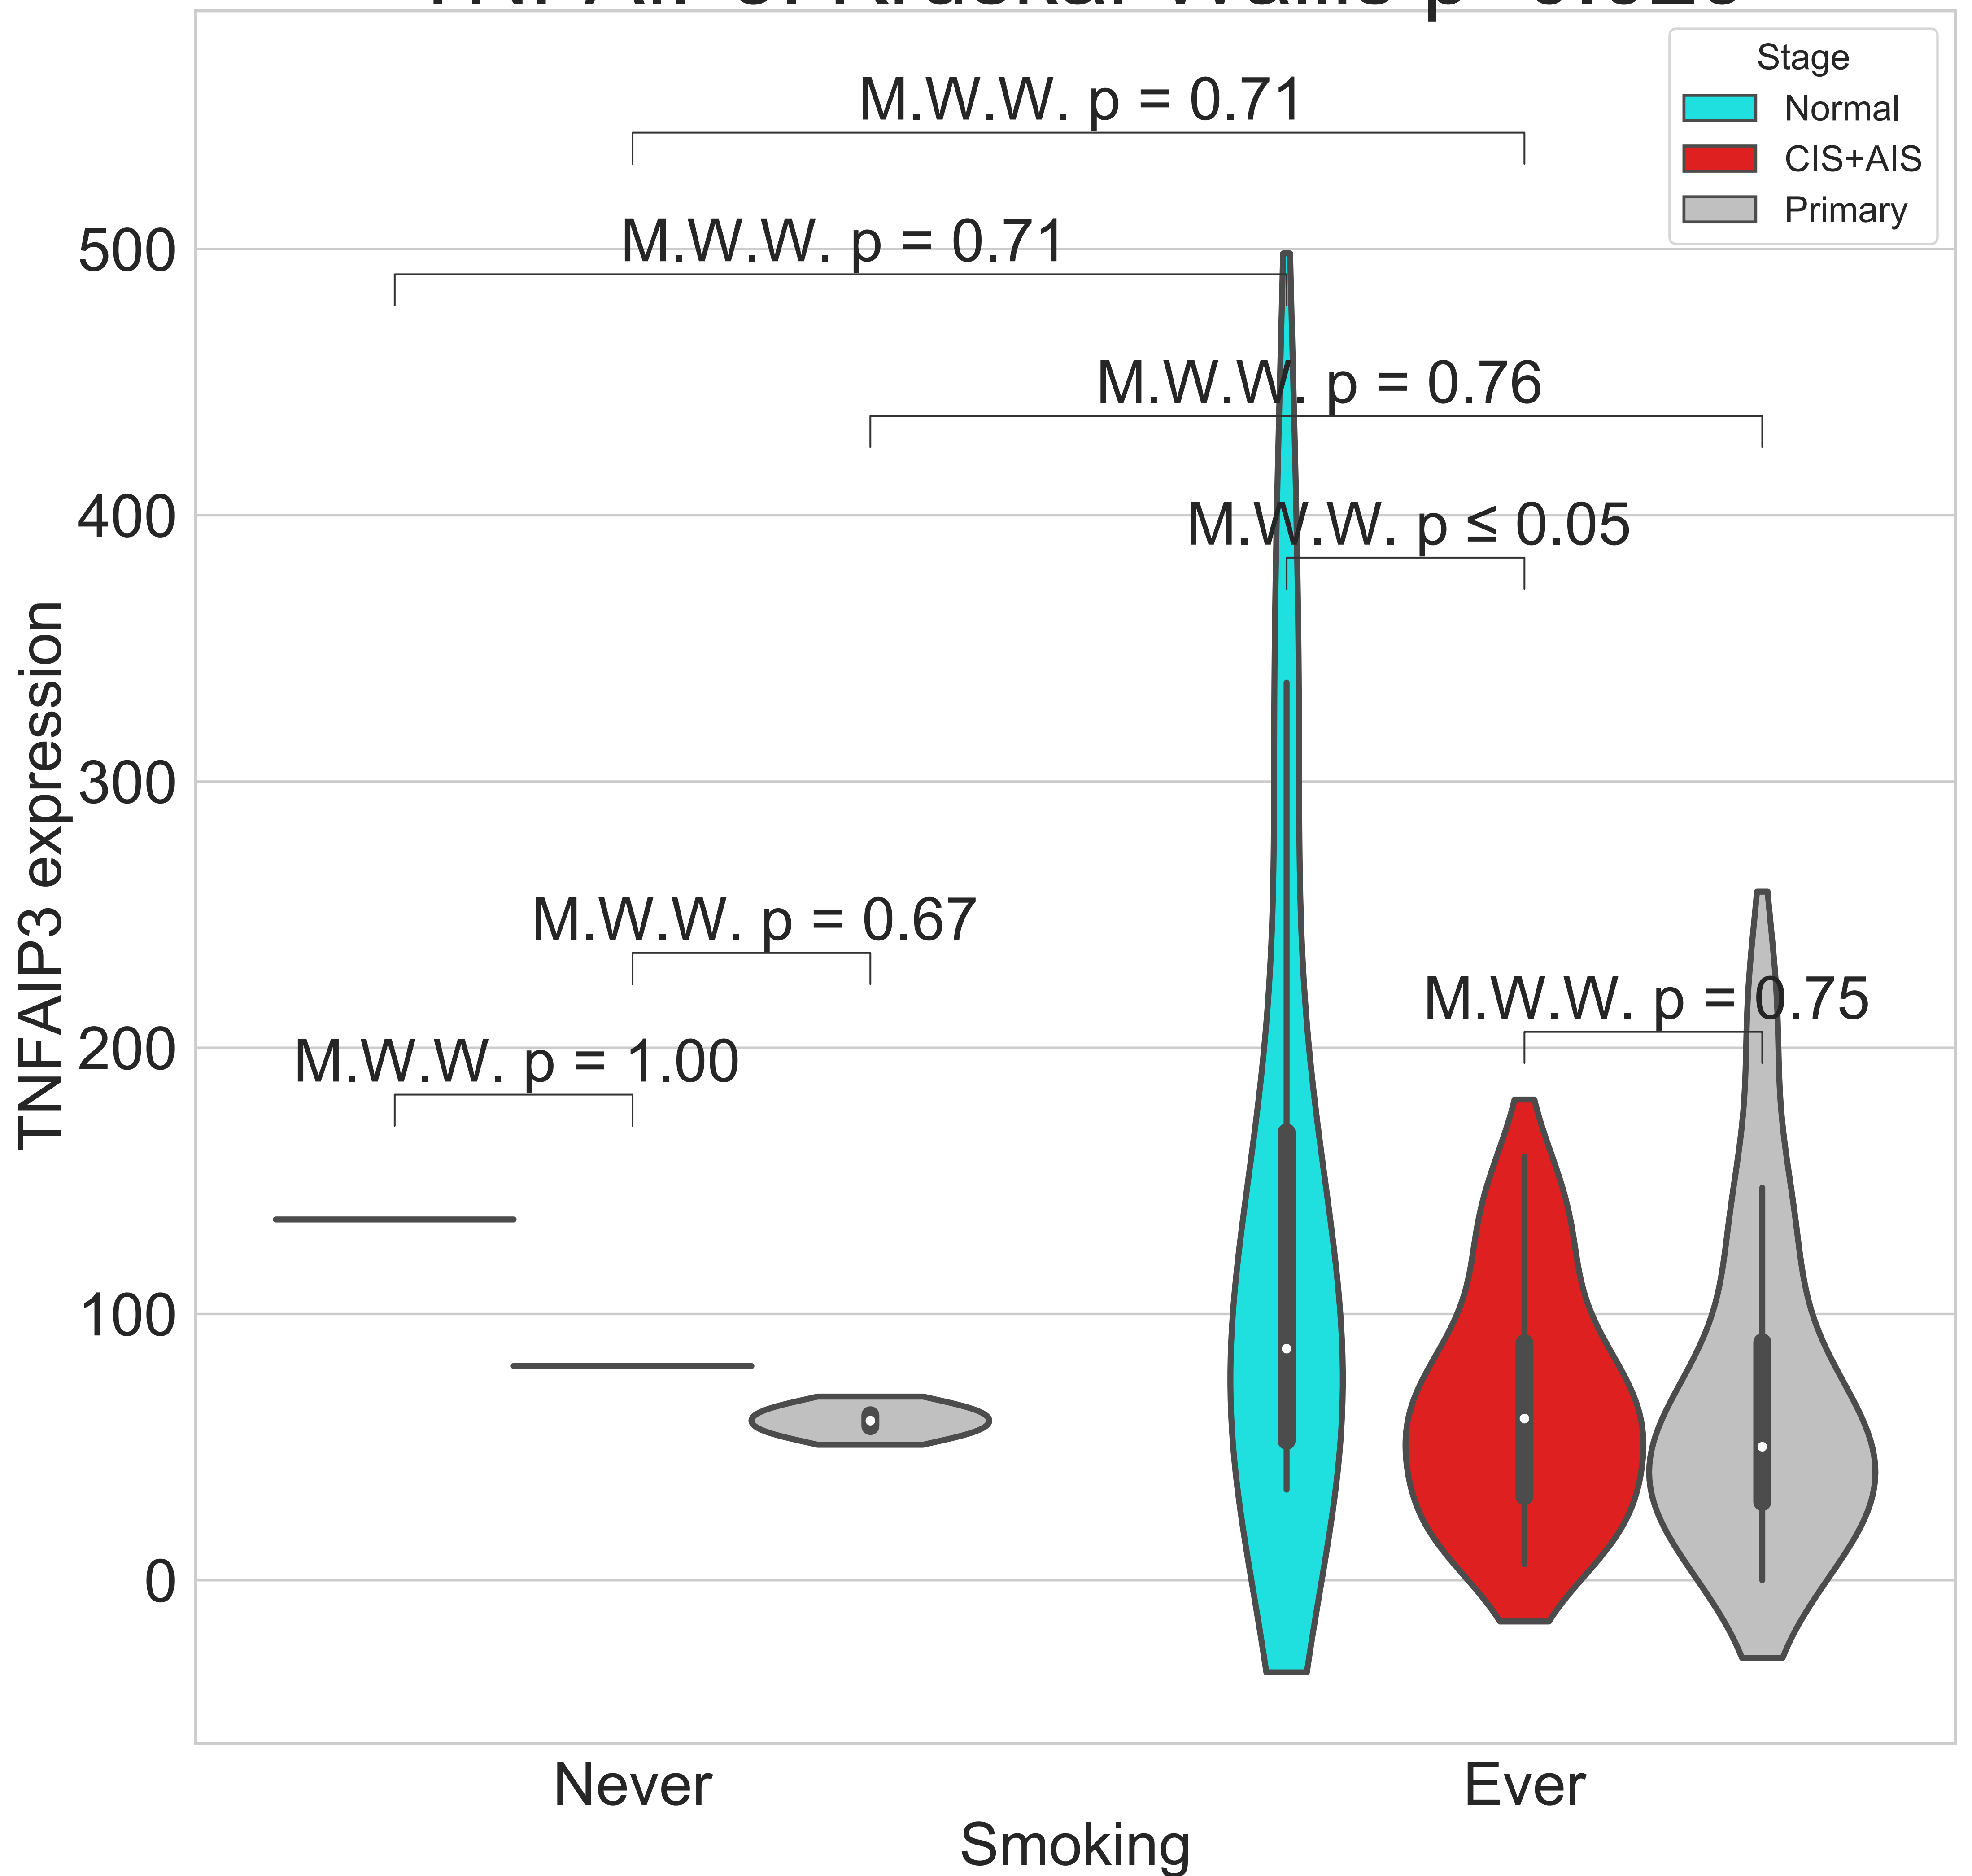 Stage
Normal
CIS+AIS
Primary
M.W.W. p = 0.71
M.W.W. p = 0.71
M.W.W. p = 0.76
M.W.W. p ≤ 0.05
M.W.W. p = 0.67
M.W.W. p = 0.75
M.W.W. p = 1.00
TNFAIP3 expression
500
400
300
200
100
0
Never
Ever
Smoking